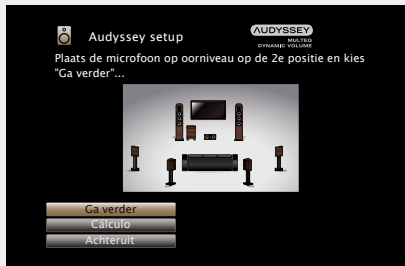 Audyssey setup
AUDYSSEY
MULTEQ
DYNAMIC VOLUME
Plaats de microfoon op oorniveau op de 2e positie en kies
"Ga verder"...
Ga verder
Cálculo
Achteruit